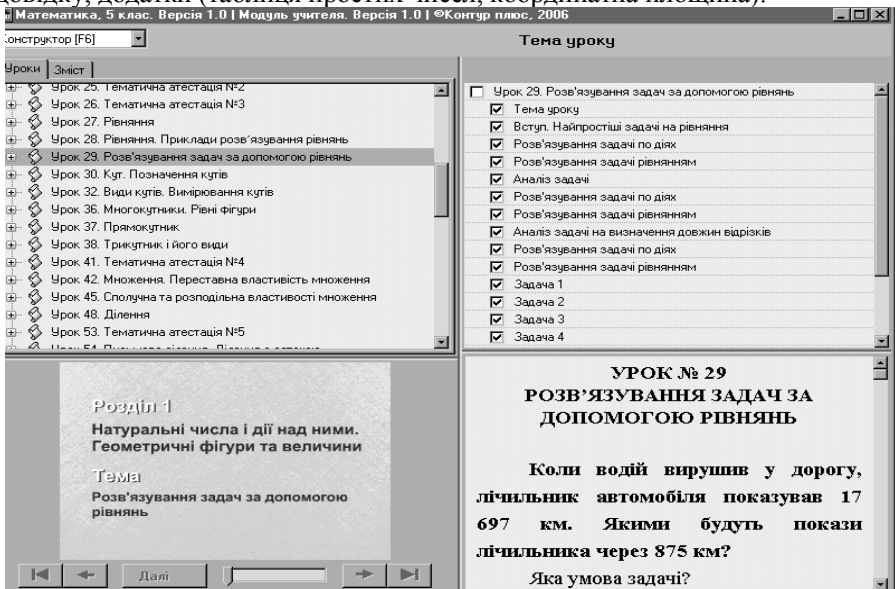 довідку, додатки (таблиця простих чисел, координатна площина).
Математика, 5 клас. Версія 1.0 | Модуль учителя. Версія 1.0 | ©Контур плюс, 2006
Конструктор [F6]
Тема уроку
Уроки
Зміст
Урок 25. Тематична атестація №2
Урок 26. Тематична атестація №3
Урок 27. Рівняння
Урок 28. Рівняння. Приклади розв'язування рівнянь
Урок 29. Розв'язування задач за допомогою рівнянь
Урок 30. Кут. Позначення кутів
Урок 32. Види кутів. Вимірювання кутів
Урок 36. Многокутники. Рівні фігури
Урок 37. Прямокутник
Урок 38. Трикутник і його види
Урок 41. Тематична атестація №4
Урок 42. Множення. Переставна властивість множення
Урок 45. Сполучна та розподільна властивості множення
Урок 48. Ділення
Урок 53. Тематична атестація №5
Урок 29. Розв'язування задач за допомогою рівнянь
Тема уроку
Вступ. Найпростіші задачі на рівняння
Розв'язування задачі по діях
Розв'язування задачі рівнянням
Аналіз задачі
Розв'язування задачі по діях
Розв'язування задачі рівнянням
Аналіз задачі на визначення довжин відрізків
Розв'язування задачі по діях
Розв'язування задачі рівнянням
Задача 1
Задача 2
Задача 3
Задача 4
Розділ 1
Натуральні числа і дії над ними.
Геометричні фігури та величини
Тема
Розв'язування задач за допомогою
рівнянь
Далі
УРОК № 29
РОЗВ'ЯЗУВАННЯ ЗАДАЧ ЗА
ДОПОМОГОЮ РІВНЯНЬ
Коли водій вирушив у дорогу,
лічильник автомобіля показував 17
697 км. Якими будуть покази
лічильника через 875 км?
Яка умова задачі?